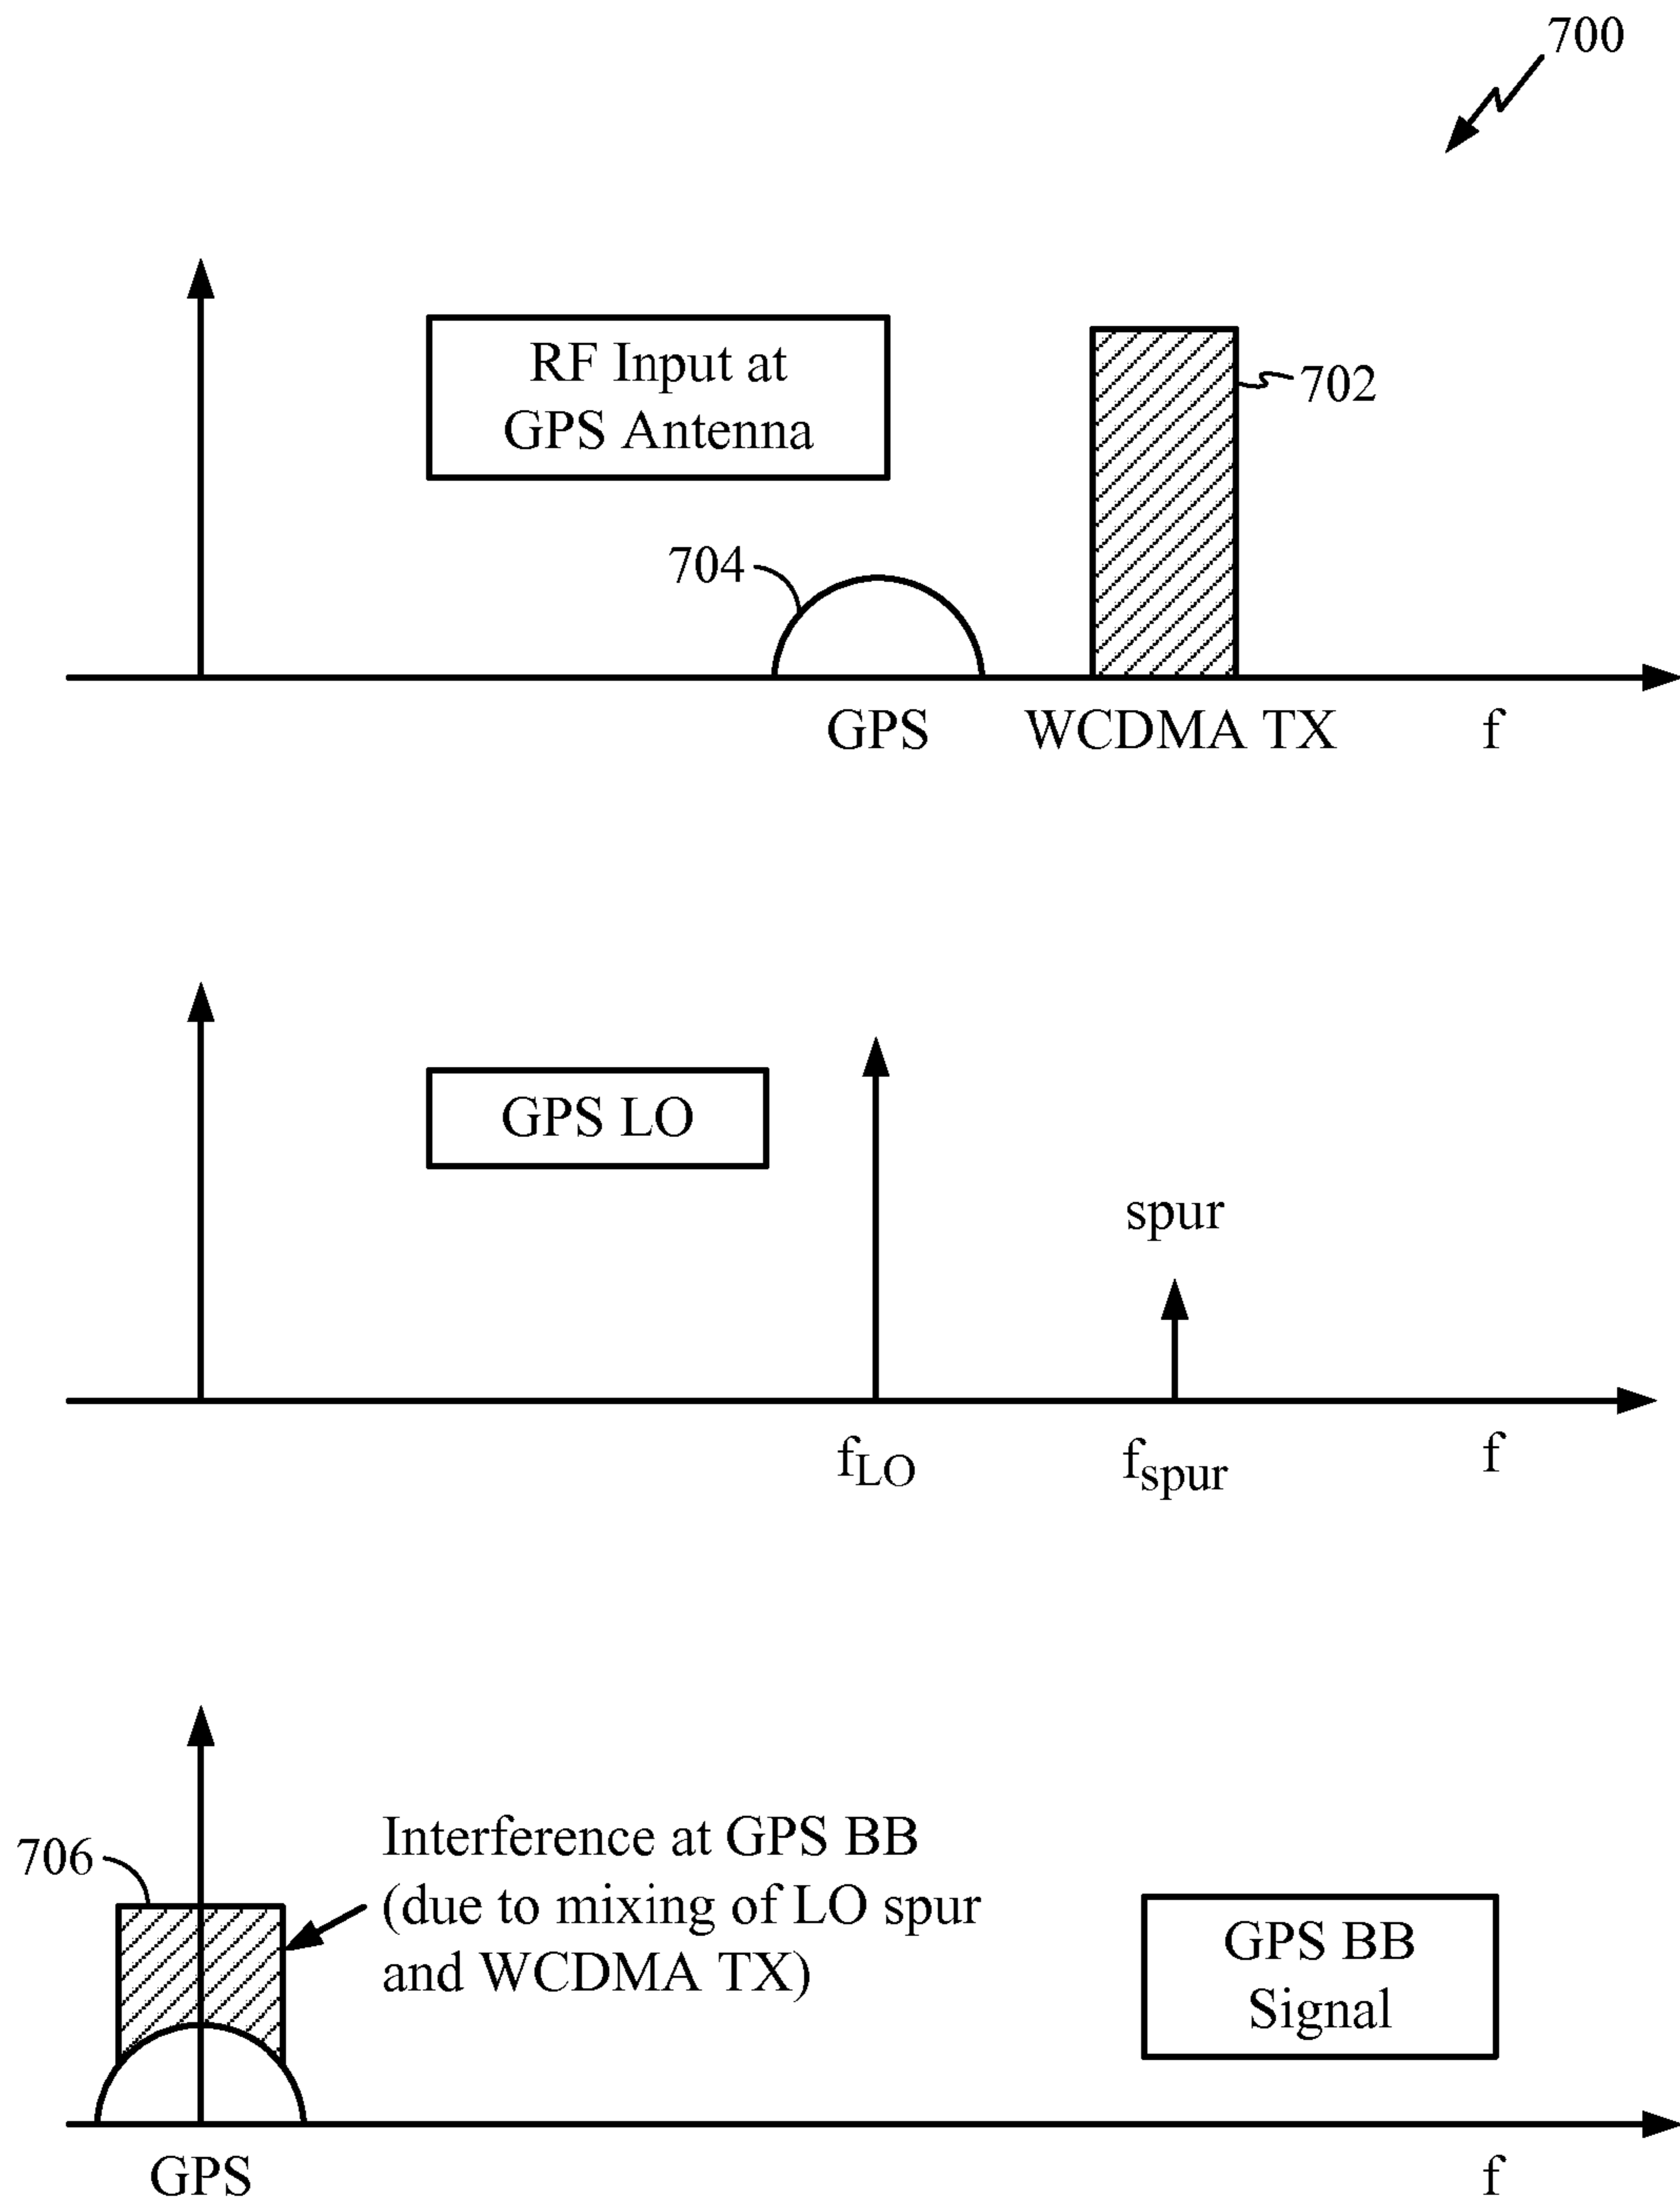 700
RF Input at
GPS Antenna
702
704
GPS
WCDMA TX
f
GPS LO
spur
fLO
fspur
f
706
Interference at GPS BB
(due to mixing of LO spur
and WCDMA TX)
GPS BB
Signal
GPS
f